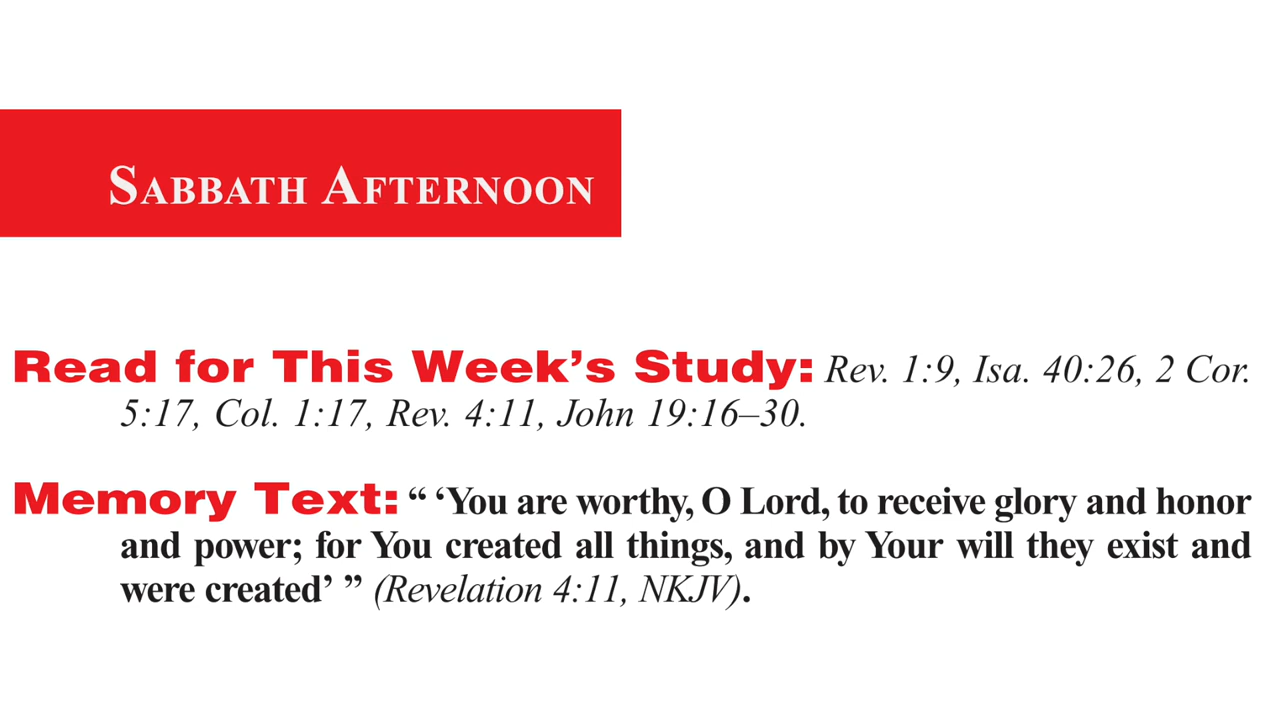 SABBATH AFTERNOON
Read for This Week’s Study: Rev. 1:9, Isa. 40:26, 2 Cor.
5:17, Col. 1:17, Rev. 4:11, John 19:16–30.
Memory Text: “ ‘You are worthy, O Lord, to receive glory and honor
and power; for You created all things, and by Your will they exist and
were created’ ” (Revelation 4:11, NKJV).